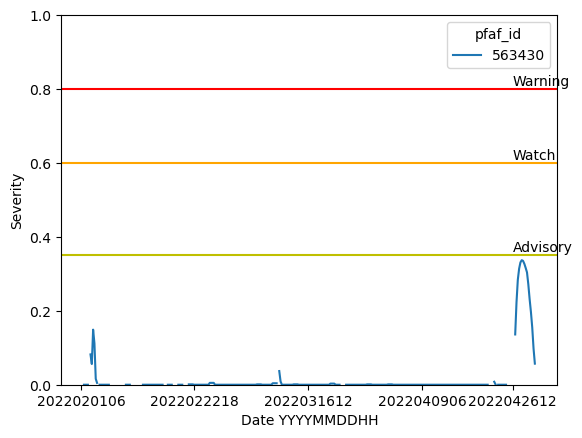 1.0
0.8
0.6
0.4
0.2
0.0
Severity
pfaf_id
563430
Warning
Watch
Advisory
2022020106
2022022218
2022031612
2022040906
2022042612
Date YYYYMMDDHH